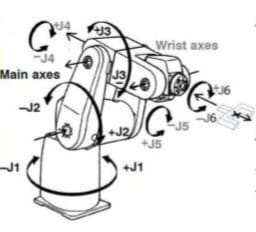 +J4
+J3
-J4
Wrist axes
Main axes
-J3
-J2
+J6
-J6
-J5
+J2
+J5
-J1
+J1